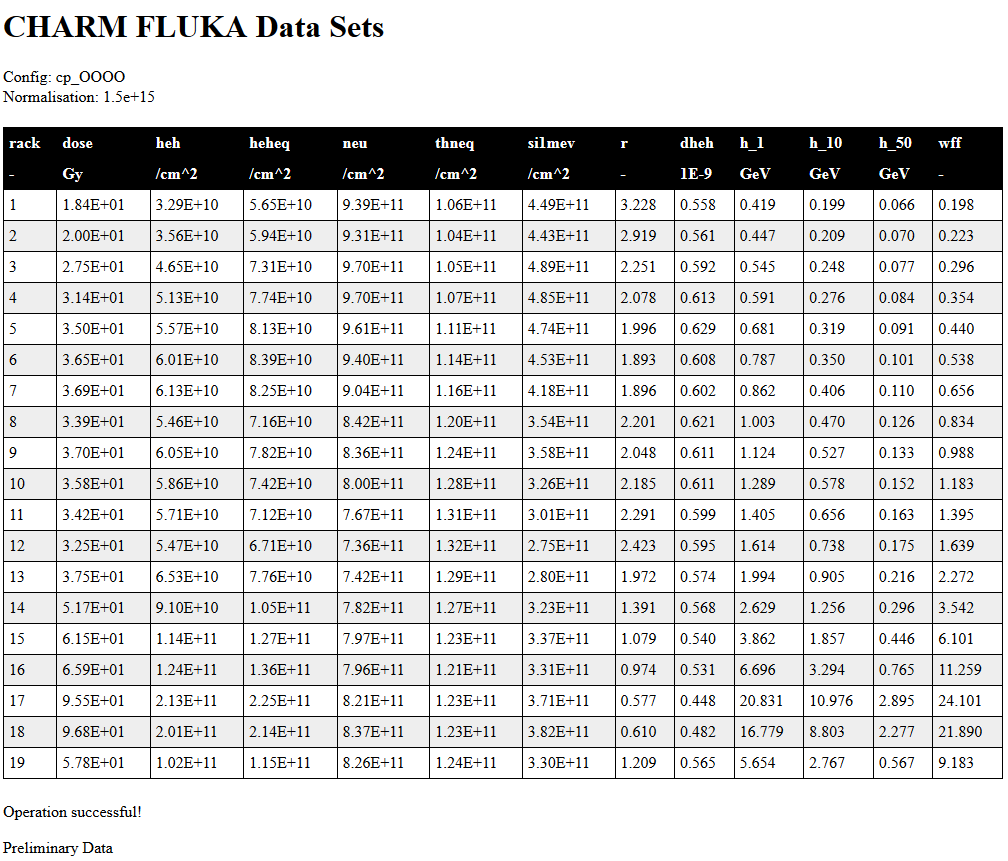 CHARM FLUKA Data Sets
Config: cp_OOOO
Normalisation: 1.5e+15
rack dose heh heheq neu thneq si1mev r dheh h_1 h_10 h_50 wff
- Gy /cm^2 /cm^2 /cm^2 /cm^2 /cm^2 - 1E-9 GeV GeV GeV -
1 1.84E+01 3.29E+10 5.65E+10 9.39E+11 1.06E+11 4.49E+11 3.228 0.558 0.419 0.199 0.066 0.198
2 2.00E+01 3.56E+10 5.94E+10 9.31E+11 1.04E+11 4.43E+11 2.919 0.561 0.447 0.209 0.070 0.223
3 2.75E+01 4.65E+10 7.31E+10 9.70E+11 1.05E+11 4.89E+11 2.251 0.592 0.545 0.248 0.077 0.296
4 3.14E+01 5.13E+10 7.74E+10 9.70E+11 1.07E+11 4.85E+11 2.078 0.613 0.591 0.276 0.084 0.354
5 3.50E+01 5.57E+10 8.13E+10 9.61E+11 1.11E+11 4.74E+11 1.996 0.629 0.681 0.319 0.091 0.440
6 3.65E+01 6.01E+10 8.39E+10 9.40E+11 1.14E+11 4.53E+11 1.893 0.608 0.787 0.350 0.101 0.538
7 3.69E+01 6.13E+10 8.25E+10 9.04E+11 1.16E+11 4.18E+11 1.896 0.602 0.862 0.406 0.110 0.656
8 3.39E+01 5.46E+10 7.16E+10 8.42E+11 1.20E+11 3.54E+11 2.201 0.621 1.003 0.470 0.126 0.834
9 3.70E+01 6.05E+10 7.82E+10 8.36E+11 1.24E+11 3.58E+11 2.048 0.611 1.124 0.527 0.133 0.988
10 3.58E+01 5.86E+10 7.42E+10 8.00E+11 1.28E+11 3.26E+11 2.185 0.611 1.289 0.578 0.152 1.183
11 3.42E+01 5.71E+10 7.12E+10 7.67E+11 1.31E+11 3.01E+11 2.291 0.599 1.405 0.656 0.163 1.395
12 3.25E+01 5.47E+10 6.71E+10 7.36E+11 1.32E+11 2.75E+11 2.423 0.595 1.614 0.738 0.175 1.639
13 3.75E+01 6.53E+10 7.76E+10 7.42E+11 1.29E+11 2.80E+11 1.972 0.574 1.994 0.905 0.216 2.272
14 5.17E+01 9.10E+10 1.05E+11 7.82E+11 1.27E+11 3.23E+11 1.391 0.568 2.629 1.256 0.296 3.542
15 6.15E+01 1.14E+11 1.27E+11 7.97E+11 1.23E+11 3.37E+11 1.079 0.540 3.862 1.857 0.446 6.101
16 6.59E+01 1.24E+11 1.36E+11 7.96E+11 1.21E+11 3.31E+11 0.974 0.531 6.696 3.294 0.765 11.259
17 9.55E+01 2.13E+11 2.25E+11 8.21E+11 1.23E+11 3.71E+11 0.577 0.448 20.831 10.976 2.895 24.101
18 9.68E+01 2.01E+11 2.14E+11 8.37E+11 1.23E+11 3.82E+11 0.610 0.482 16.779 8.803 2.277 21.890
19 5.78E+01 1.02E+11 1.15E+11 8.26E+11 1.24E+11 3.30E+11 1.209 0.565 5.654 2.767 0.567 9.183
Operation successful!
Preliminary Data